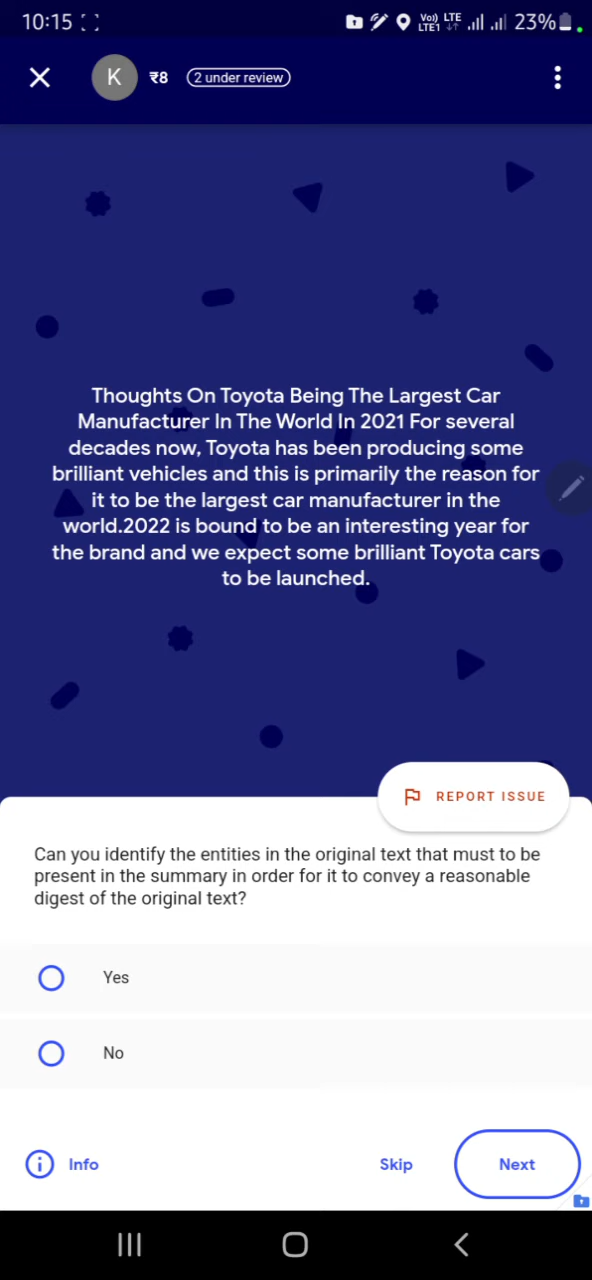 10:15
Vo)) LTE
LTE1
23%
K
₹8
2 under review
Thoughts On Toyota Being The Largest Car
Manufacturer In The World In 2021 For several
decades now, Toyota has been producing some
brilliant vehicles and this is primarily the reason for
it to be the largest car manufacturer in the
world.2022 is bound to be an interesting year for
the brand and we expect some brilliant Toyota cars
to be launched.
REPORT ISSUE
Can you identify the entities in the original text that must to be
present in the summary in order for it to convey a reasonable
digest of the original text?
Yes
No
Info
Skip
Next